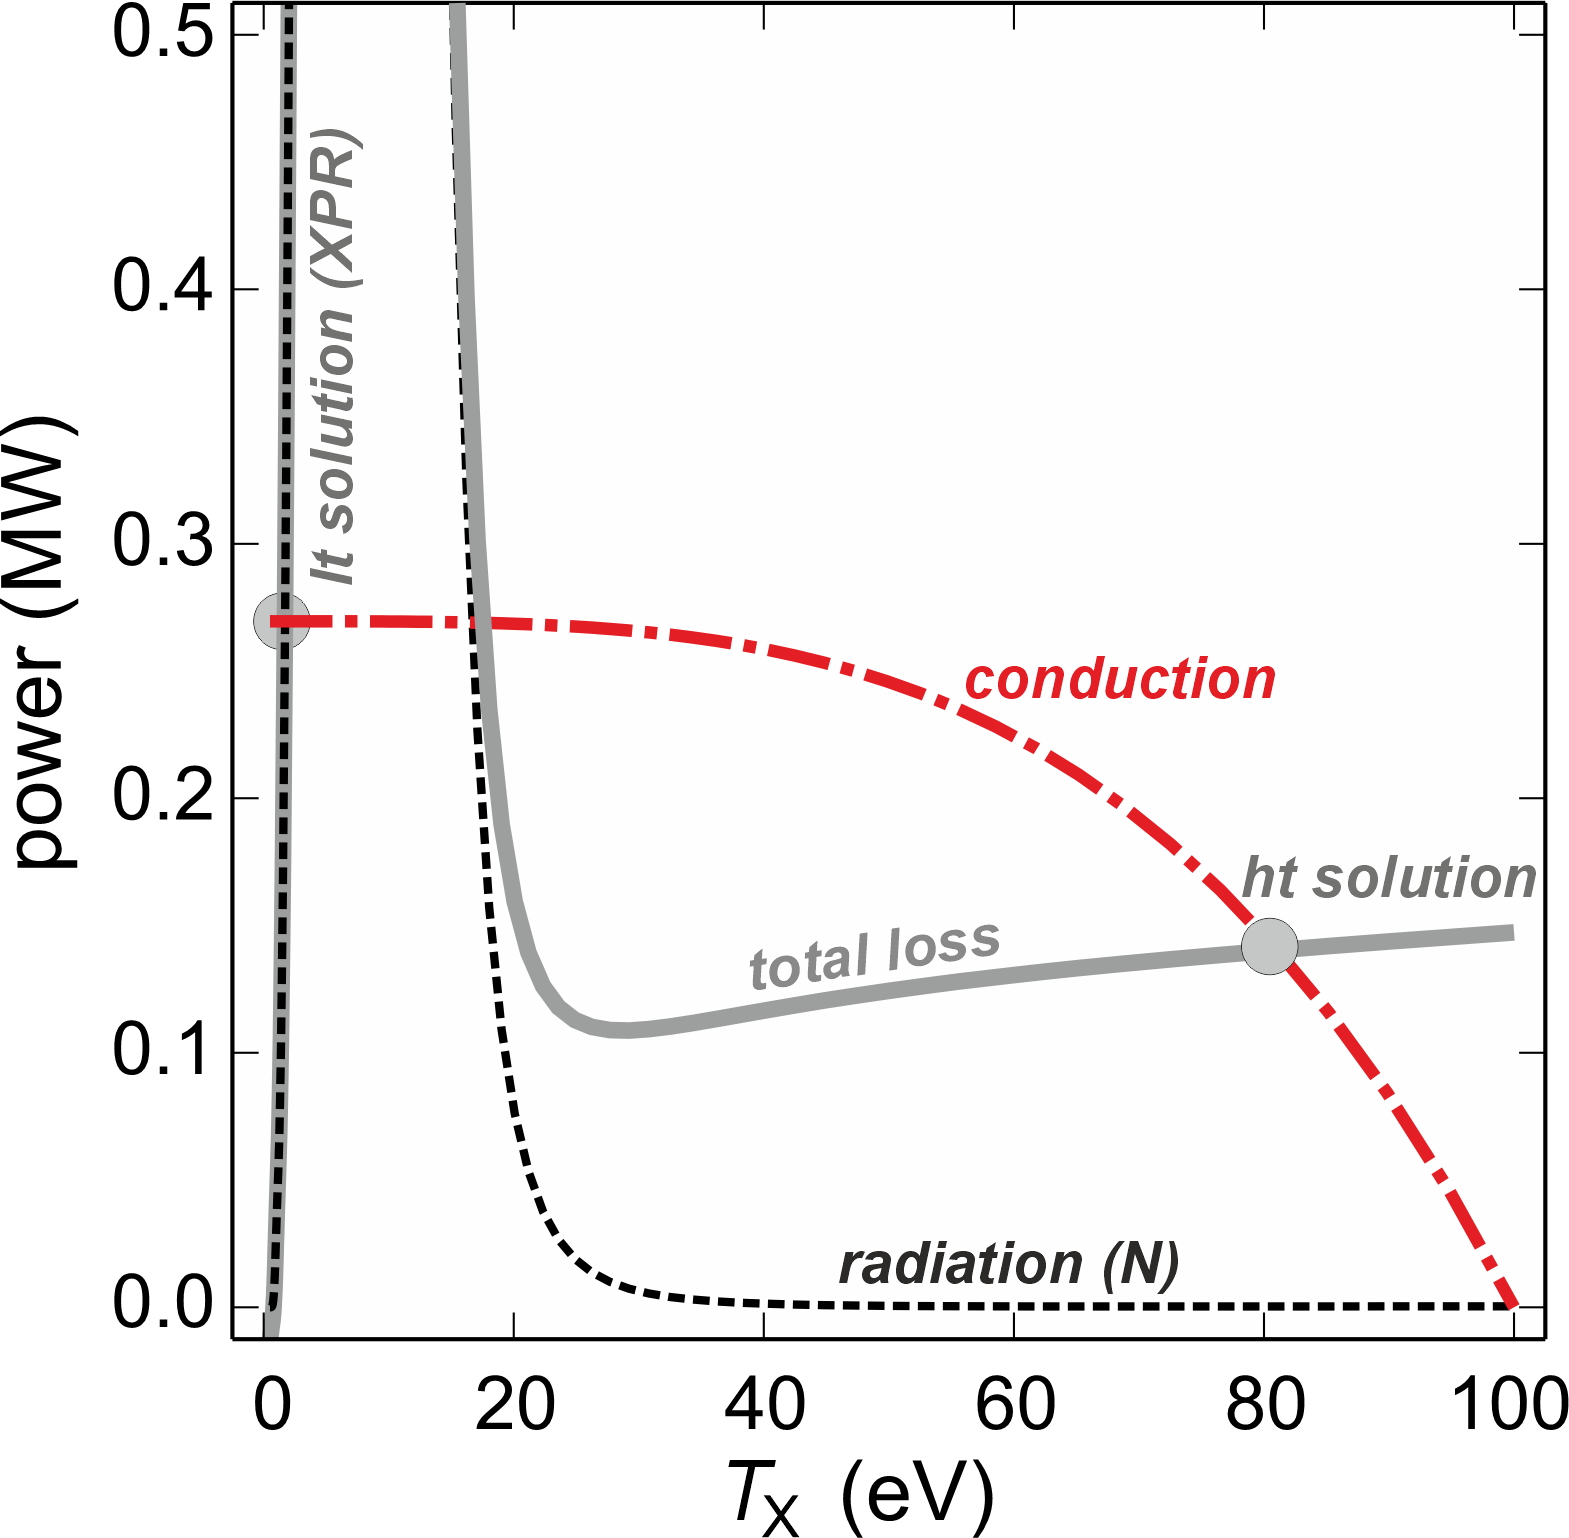 0.5
0.4
0.3
0.2
0.1
0.0
power (MW)
lt solution (XPR)
conduction
ht solution
total loss
radiation (N)
0 20 40 60 80 100
TX (eV)